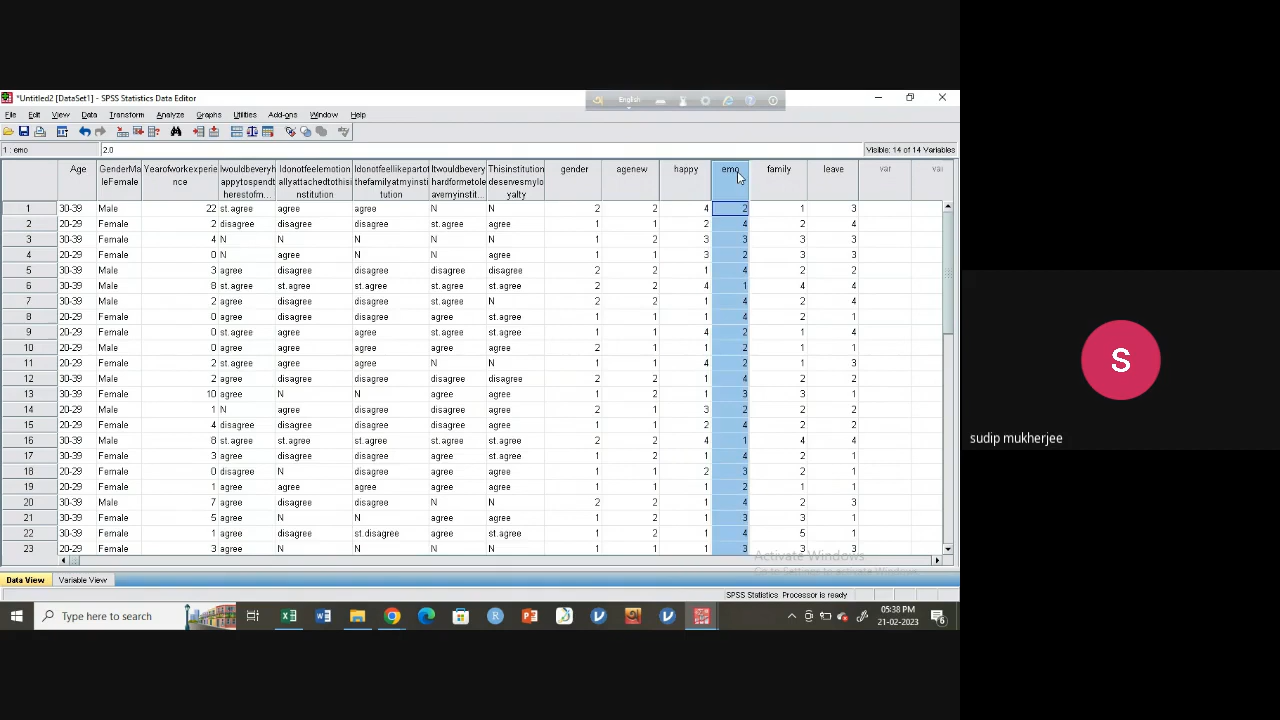 *Untitled2 [DataSet1] - SPSS Statistics Data Editor
English
File Edit View Data Transform Analyze Graphs Utilities Add-ons Window Help
1 : emo 2.0 Visible: 14 of 14 Variables
Age GenderMaleFemale Yearofworkexperience Iwouldbeveryhappytospendtherestofm... Idonotfeelemotionallyattachedtothisinstitution Idonotfeellikepartofthefamilyatmyinstitution Itwouldbeveryhardformetoleavemyinstit... Thisinstitutiondeservesmyloyalty gender agenew happy emo family leave var var
1 30-39 Male 22 st.agree agree agree N N 2 2 4 2 1 3
2 20-29 Female 2 disagree disagree disagree st.agree agree 1 1 2 4 2 4
3 30-39 Female 4 N N N N N 1 2 3 3 3 3
4 20-29 Female 0 N agree N N agree 1 1 3 2 3 3
5 30-39 Male 3 agree disagree disagree disagree disagree 2 2 1 4 2 2
6 30-39 Male 8 st.agree st.agree st.agree st.agree st.agree 2 2 1 1 4 4
7 30-39 Male 2 agree disagree disagree st.agree N 2 2 1 4 2 4
8 20-29 Female 0 agree disagree disagree agree st.agree 1 1 1 4 2 1
9 20-29 Female 0 st.agree agree agree st.agree st.agree 1 1 4 2 1 4
10 20-29 Male 0 agree agree agree agree agree 2 1 1 2 1 1
11 20-29 Female 2 st.agree agree agree N N 1 1 4 2 1 3
12 30-39 Male 2 agree disagree disagree disagree disagree 2 2 1 4 2 2
13 30-39 Female 10 agree N N agree agree 1 2 1 3 3 1
14 20-29 Male 1 N agree disagree disagree agree 2 1 3 2 2 2
15 20-29 Female 4 disagree disagree disagree disagree agree 1 1 2 4 2 2
16 30-39 Male 8 st.agree st.agree st.agree st.agree st.agree 2 2 4 1 4 4
17 30-39 Female 3 agree disagree disagree agree st.agree 1 2 1 4 2 1
18 20-29 Female 0 disagree N disagree agree agree 1 1 2 3 2 1
19 20-29 Female 1 agree agree agree agree agree 1 1 1 2 1 1
20 30-39 Male 7 agree disagree disagree N N 2 2 1 4 2 3
21 30-39 Female 5 agree N N agree agree 1 2 1 3 3 1
22 30-39 Female 1 agree disagree st.disagree agree st.agree 1 2 1 4 5 1
23 20-29 Female 3 agree N N N N 1 1 1 3 3 3
Activate Windows
Go to Settings to activate Windows.
Data View Variable View
SPSS Statistics Processor is ready
Type here to search
05:38 PM
21-02-2023
6
S
sudip mukherjee